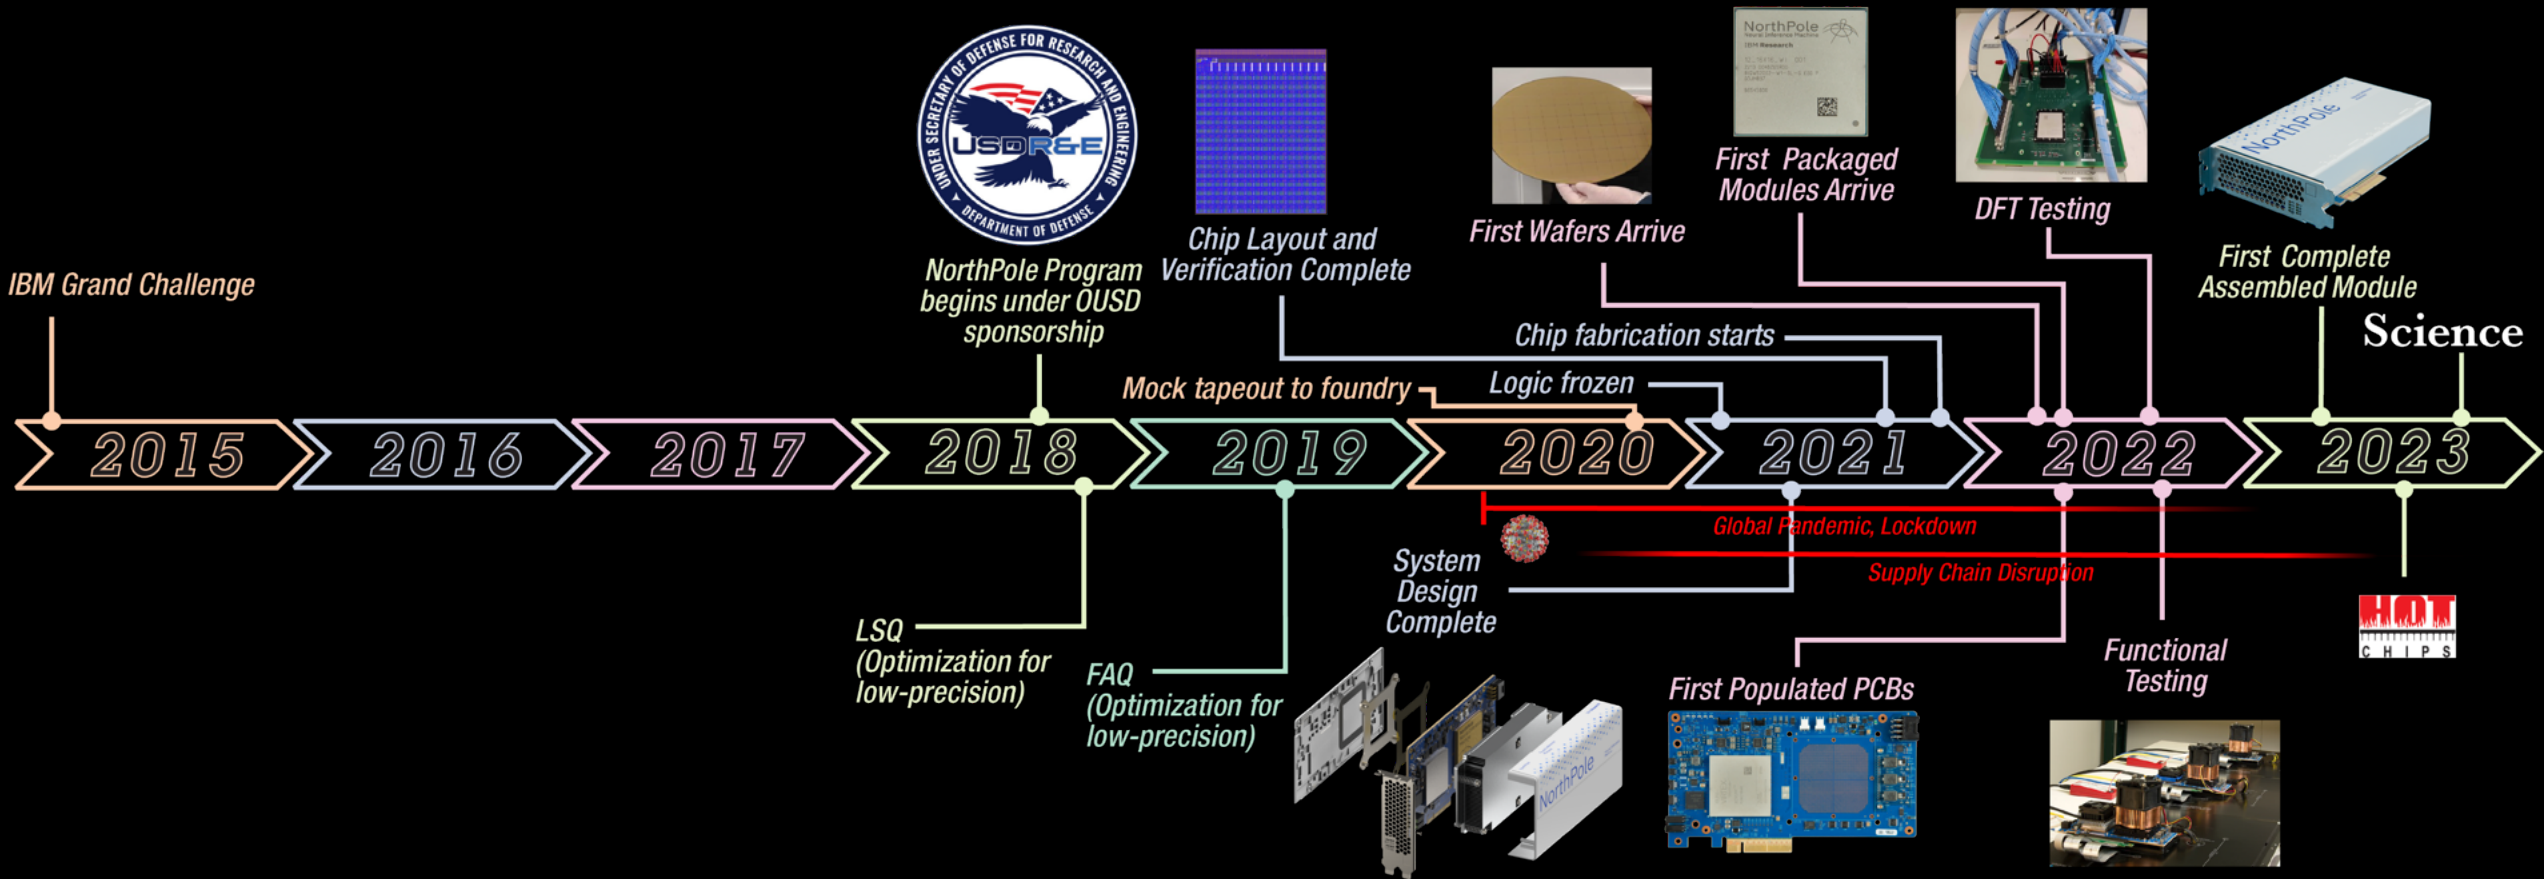 UNDER SECRETARY OF DEFENSE FOR RESEARCH AND ENGINEERING
USDR&E
DEPARTMENT OF DEFENSE
NorthPole
Neural Inference Machine
IBM Research
First Packaged
Modules Arrive
DFT Testing
First Wafers Arrive
NorthPole
First Complete
Assembled Module
Science
Chip Layout and
Verification Complete
NorthPole Program
begins under OUSD
sponsorship
IBM Grand Challenge
Chip fabrication starts
Mock tapeout to foundry
Logic frozen
2015
2016
2017
2018
2019
2020
2021
2022
2023
Global Pandemic, Lockdown
Supply Chain Disruption
System
Design
Complete
LSQ
(Optimization for
low-precision)
FAQ
(Optimization for
low-precision)
NorthPole
First Populated PCBs
Functional
Testing
HOT
CHIPS